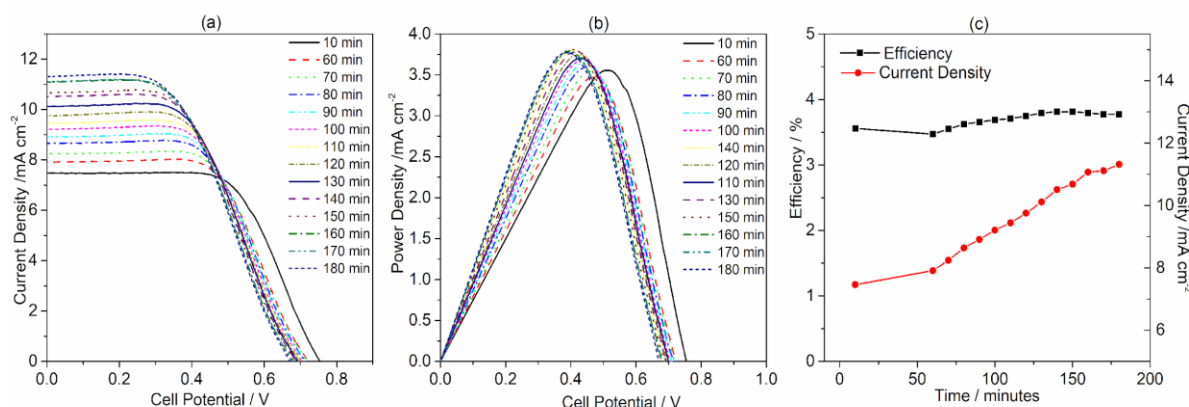 (a)
Current Density /mA cm⁻²
12
11
10
9
8
7
6
5
4
3
2
1
0
0.0 0.2 0.4 0.6 0.8
Cell Potential / V
10 min
60 min
70 min
80 min
90 min
100 min
110 min
120 min
130 min
140 min
150 min
160 min
170 min
180 min
(b)
Power Density /mA cm⁻²
4.0
3.5
3.0
2.5
2.0
1.5
1.0
0.5
0.0
0.0 0.2 0.4 0.6 0.8 1.0
Cell Potential / V
10 min
60 min
70 min
80 min
90 min
100 min
140 min
120 min
110 min
130 min
150 min
160 min
170 min
180 min
(c)
Efficiency
Current Density
Efficiency / %
5
4
3
2
1
0
0 50 100 150 200
Time / minutes
14
12
10
8
6
Current Density /mA cm⁻²